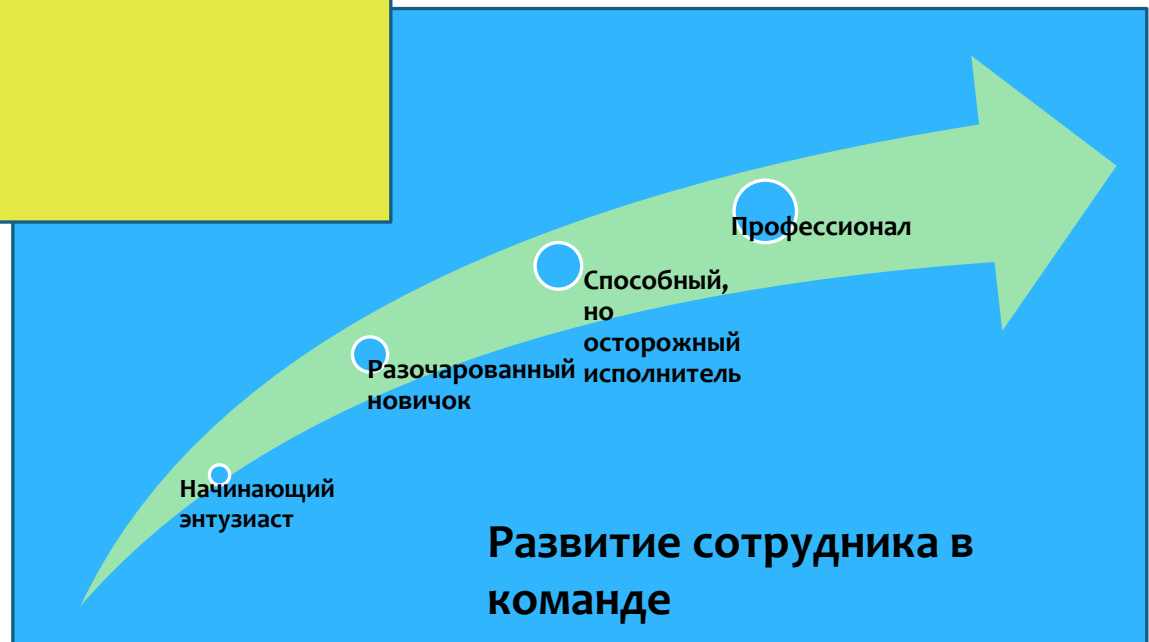 Профессионал
Способный,
но
осторожный
исполнитель
Разочарованный
новичок
Начинающий
энтузиаст
Развитие сотрудника в
команде